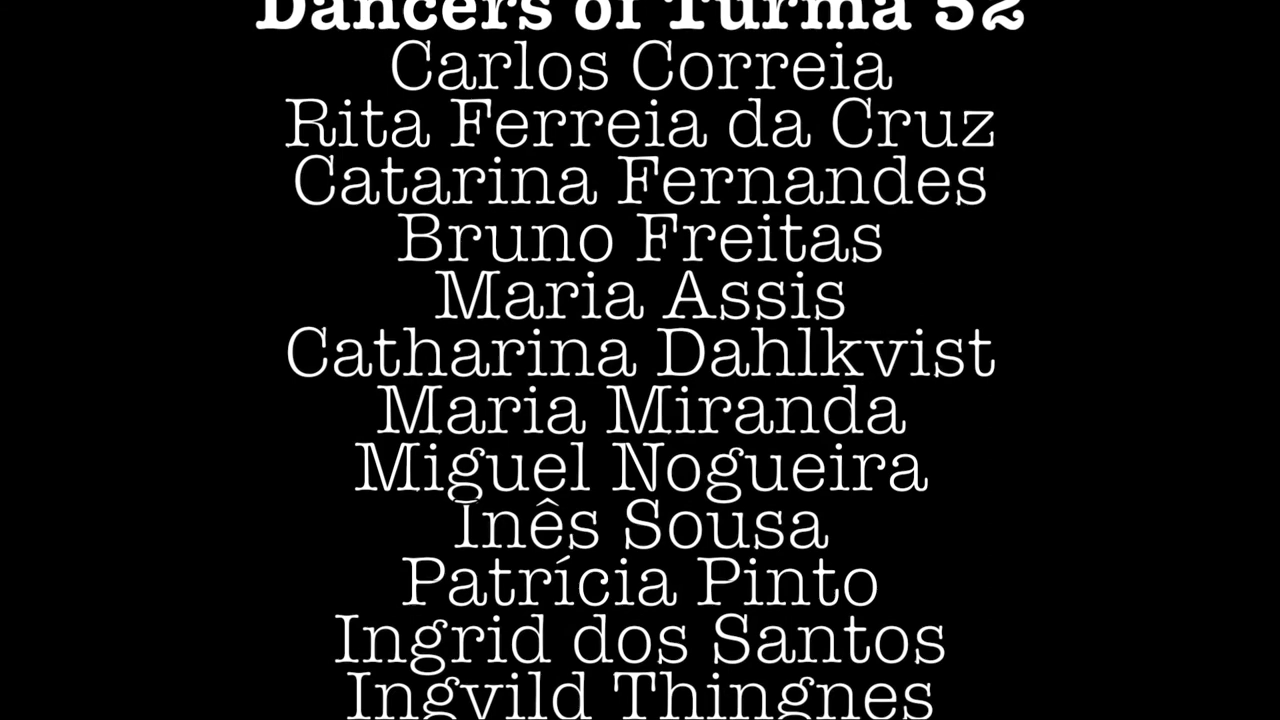 Dancers of Turma 52
Carlos Correia
Rita Ferreia da Cruz
Catarina Fernandes
Bruno Freitas
Maria Assis
Catharina Dahlkvist
Maria Miranda
Miguel Nogueira
Inês Sousa
Patrícia Pinto
Ingrid dos Santos
Ingvild Thingnes